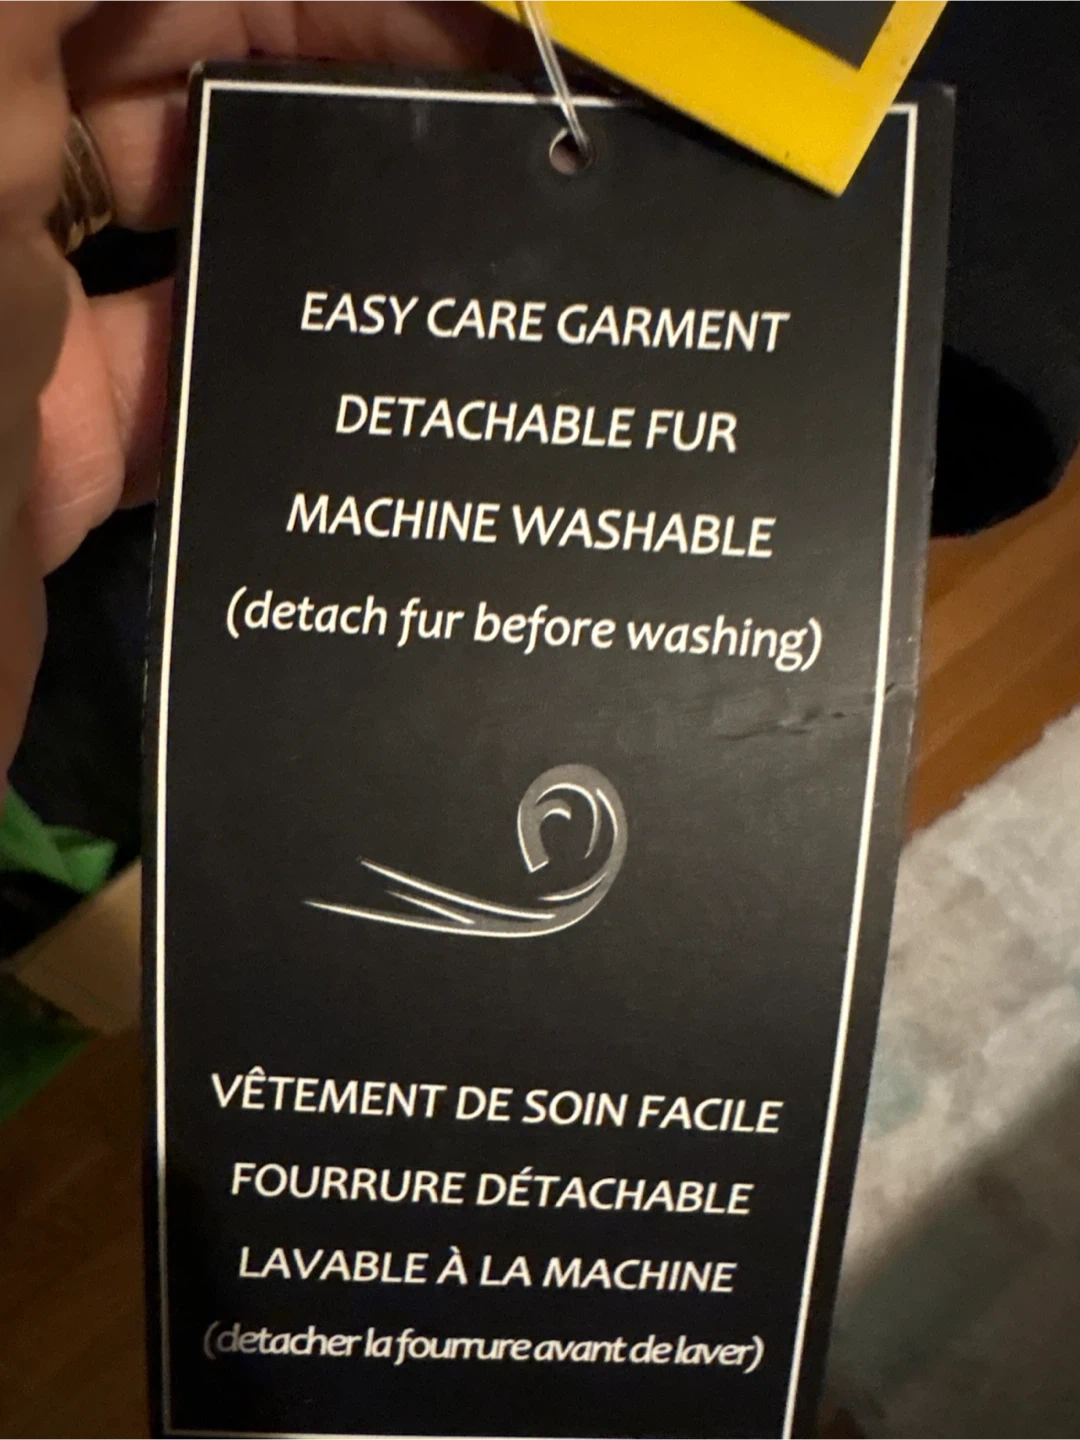 EASY CARE GARMENT
DETACHABLE FUR
MACHINE WASHABLE
(detach fur before washing)
VÊTEMENT DE SOIN FACILE
FOURRURE DÉTACHABLE
LAVABLE À LA MACHINE
(detacher la fourrure avant de laver)